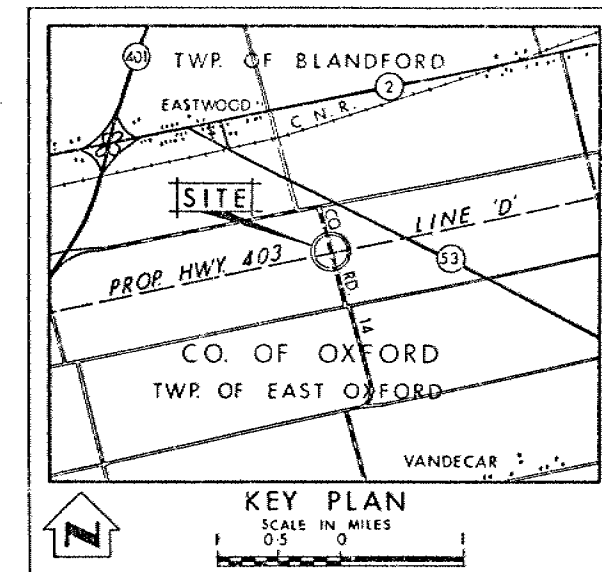 401
TWP. OF BLANDFORD
2
EASTWOOD
C.N.R.
SITE
LINE 'D'
CO. RD. 14
PROP. HWY. 403
53
CO. OF OXFORD
TWP. OF EAST OXFORD
VANDECAR
N
KEY PLAN
SCALE IN MILES
0·5 0 1